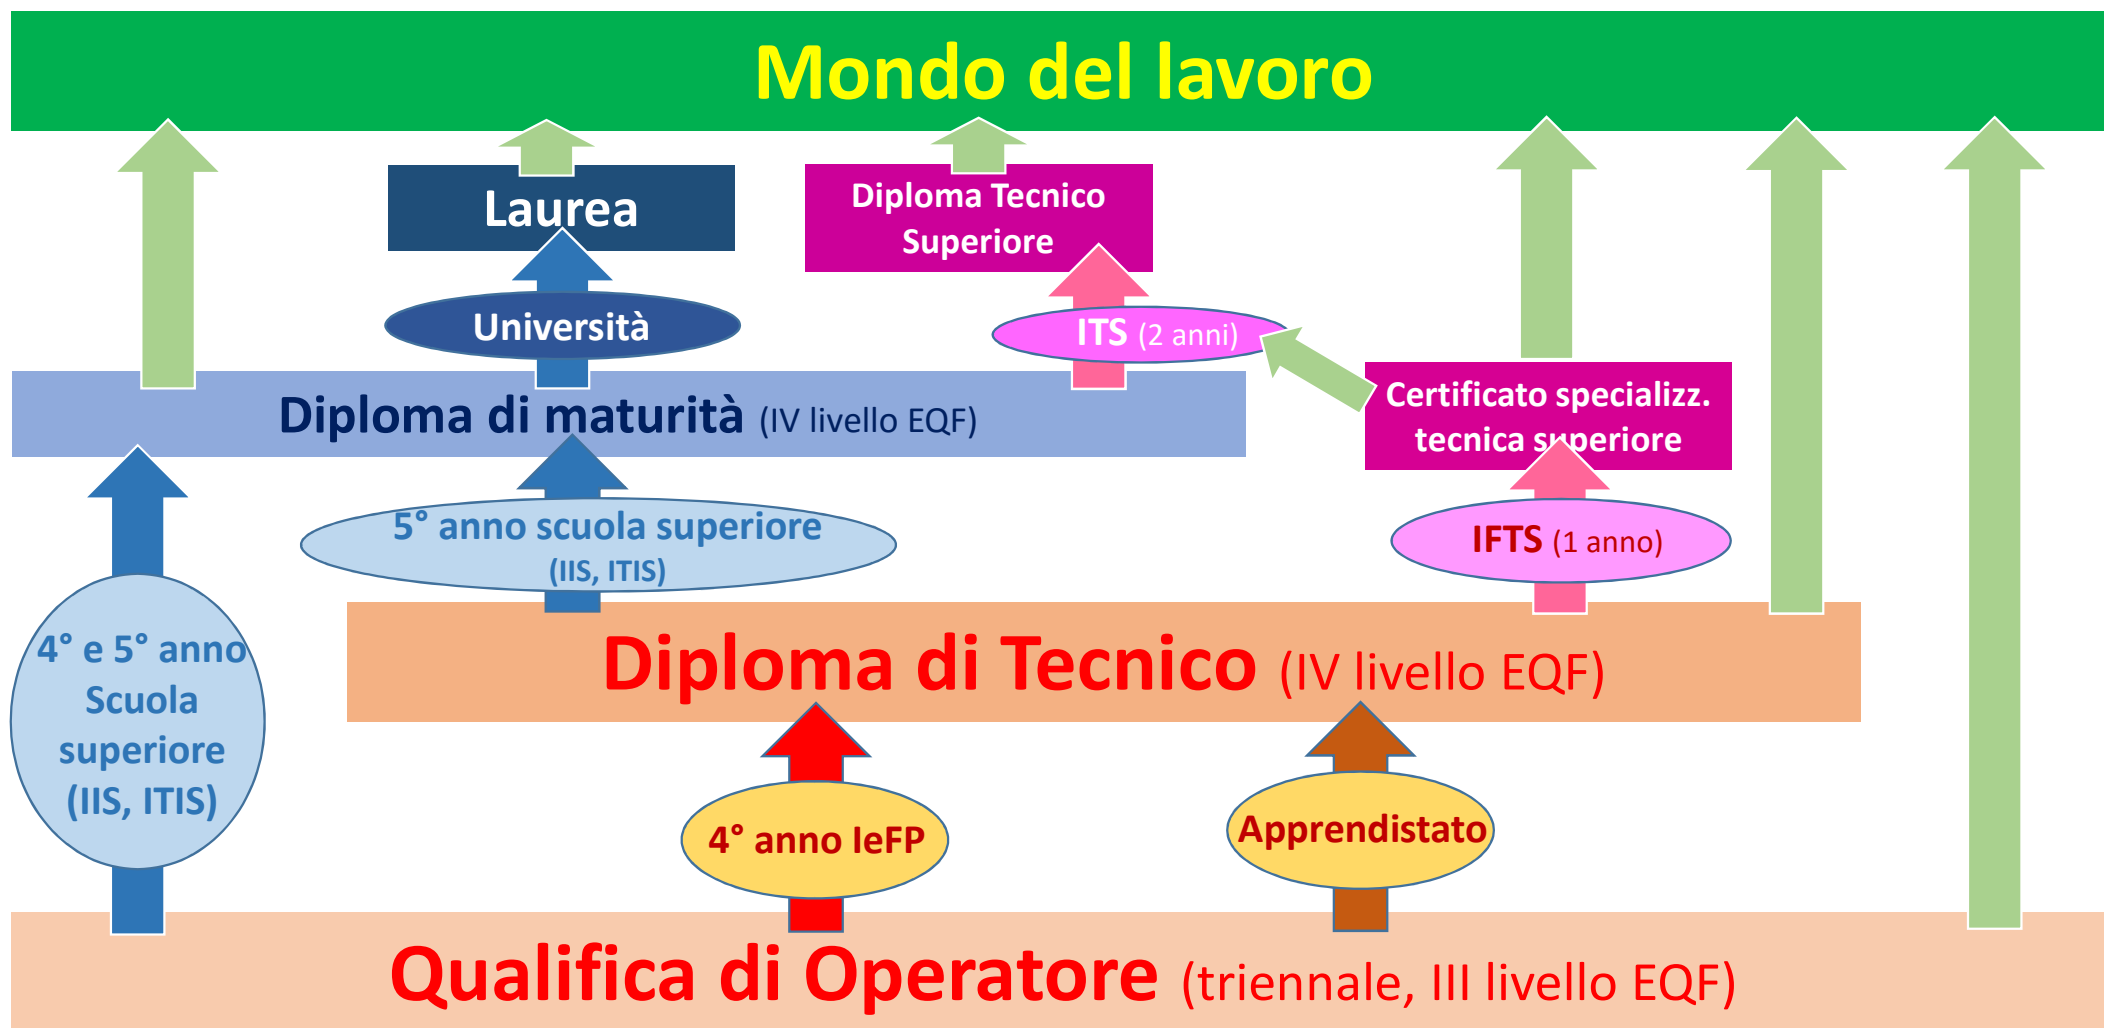 Mondo del lavoro
Laurea
Diploma Tecnico
Superiore
Università
ITS (2 anni)
Diploma di maturità (IV livello EQF)
Certificato specializz.
tecnica superiore
5° anno scuola superiore
(IIS, ITIS)
IFTS (1 anno)
4° e 5° anno
Scuola
superiore
(IIS, ITIS)
Diploma di Tecnico (IV livello EQF)
4° anno IeFP
Apprendistato
Qualifica di Operatore (triennale, III livello EQF)